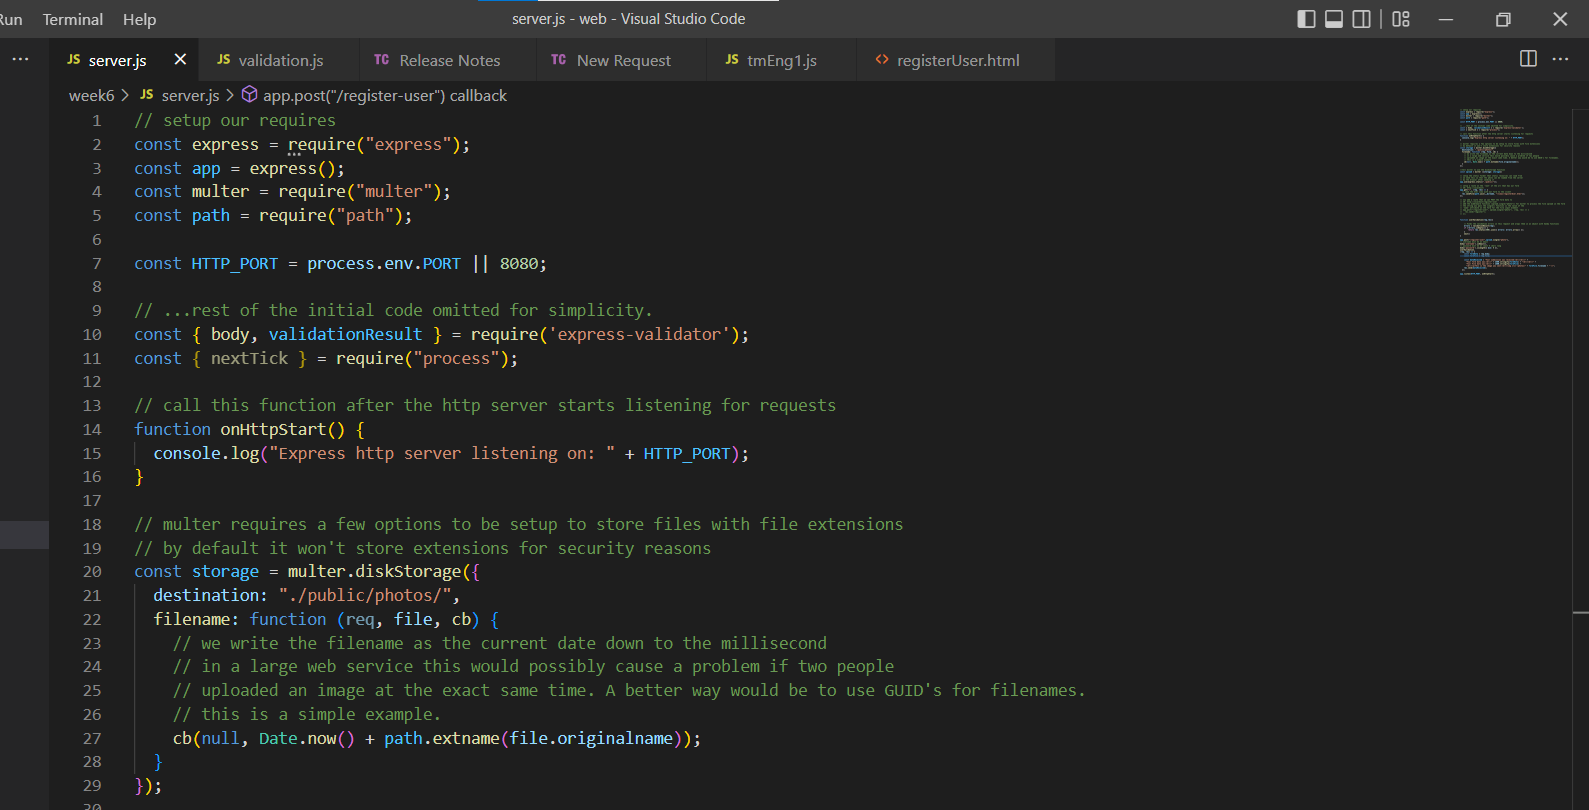 Run Terminal Help server.js - web - Visual Studio Code
JS server.js JS validation.js TC Release Notes TC New Request JS tmEng1.js <> registerUser.html
week6 > JS server.js > app.post("/register-user") callback
1 // setup our requires
2 const express = require("express");
3 const app = express();
4 const multer = require("multer");
5 const path = require("path");
6
7 const HTTP_PORT = process.env.PORT || 8080;
8
9 // ...rest of the initial code omitted for simplicity.
10 const { body, validationResult } = require('express-validator');
11 const { nextTick } = require("process");
12
13 // call this function after the http server starts listening for requests
14 function onHttpStart() {
15 console.log("Express http server listening on: " + HTTP_PORT);
16 }
17
18 // multer requires a few options to be setup to store files with file extensions
19 // by default it won't store extensions for security reasons
20 const storage = multer.diskStorage({
21 destination: "./public/photos/",
22 filename: function (req, file, cb) {
23 // we write the filename as the current date down to the millisecond
24 // in a large web service this would possibly cause a problem if two people
25 // uploaded an image at the exact same time. A better way would be to use GUID's for filenames.
26 // this is a simple example.
27 cb(null, Date.now() + path.extname(file.originalname));
28 }
29 });
30